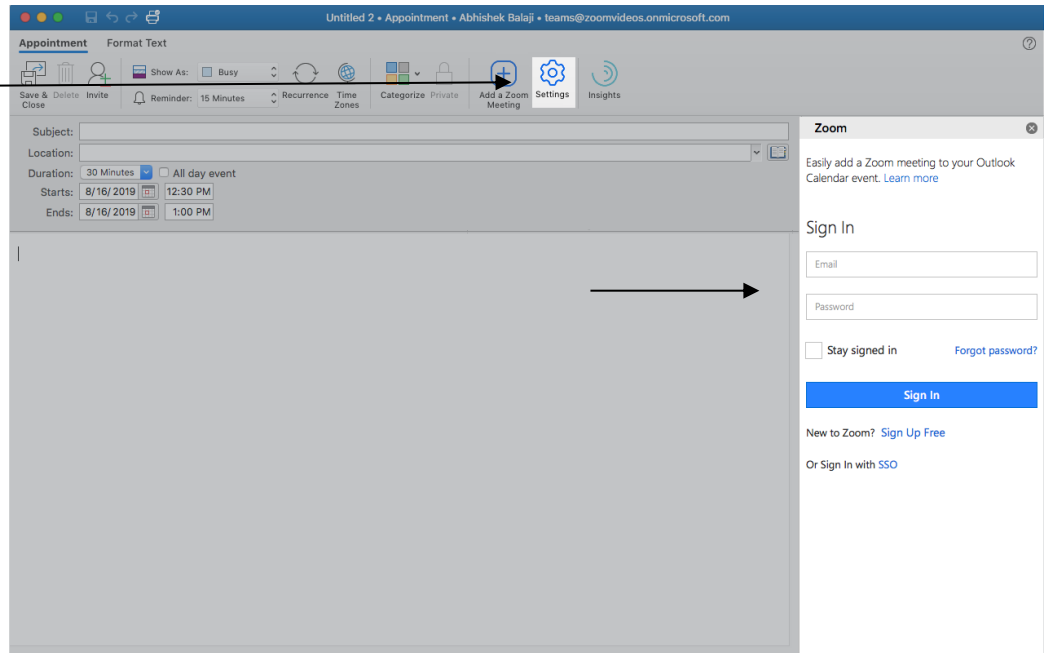 Untitled 2 • Appointment • Abhishek Balaji • teams@zoomvideos.onmicrosoft.com
Appointment Format Text
Show As: Busy
Save & Close Delete Invite
Reminder: 15 Minutes
Recurrence
Time Zones
Categorize Private
Add a Zoom Meeting
Settings
Insights
Subject:
Location:
Duration: 30 Minutes All day event
Starts: 8/16/2019 12:30 PM
Ends: 8/16/2019 1:00 PM
Zoom
Easily add a Zoom meeting to your Outlook
Calendar event. Learn more
Sign In
Email
Password
Stay signed in Forgot password?
Sign In
New to Zoom? Sign Up Free
Or Sign In with SSO